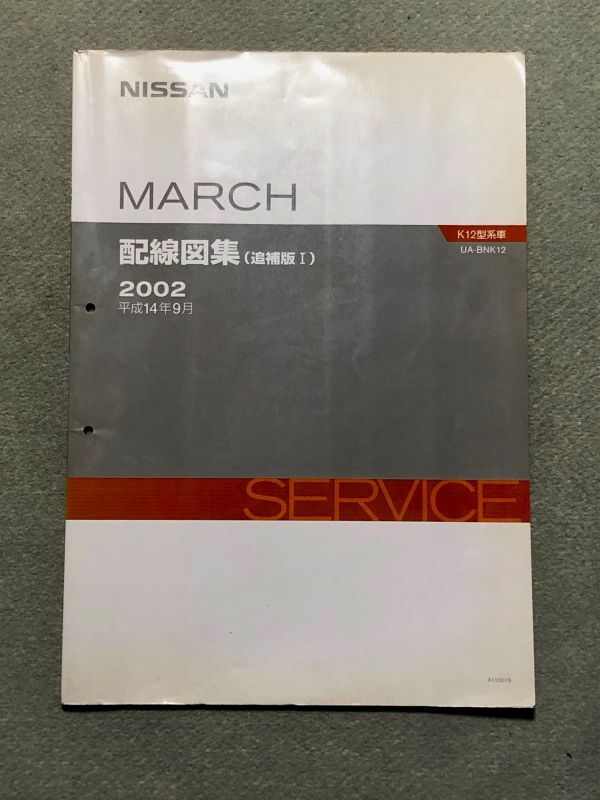 NISSAN
MARCH
K12型系車
UA-BNK12
配線図集(追補版Ⅰ)
2002
平成14年9月
SERVICE
A115015